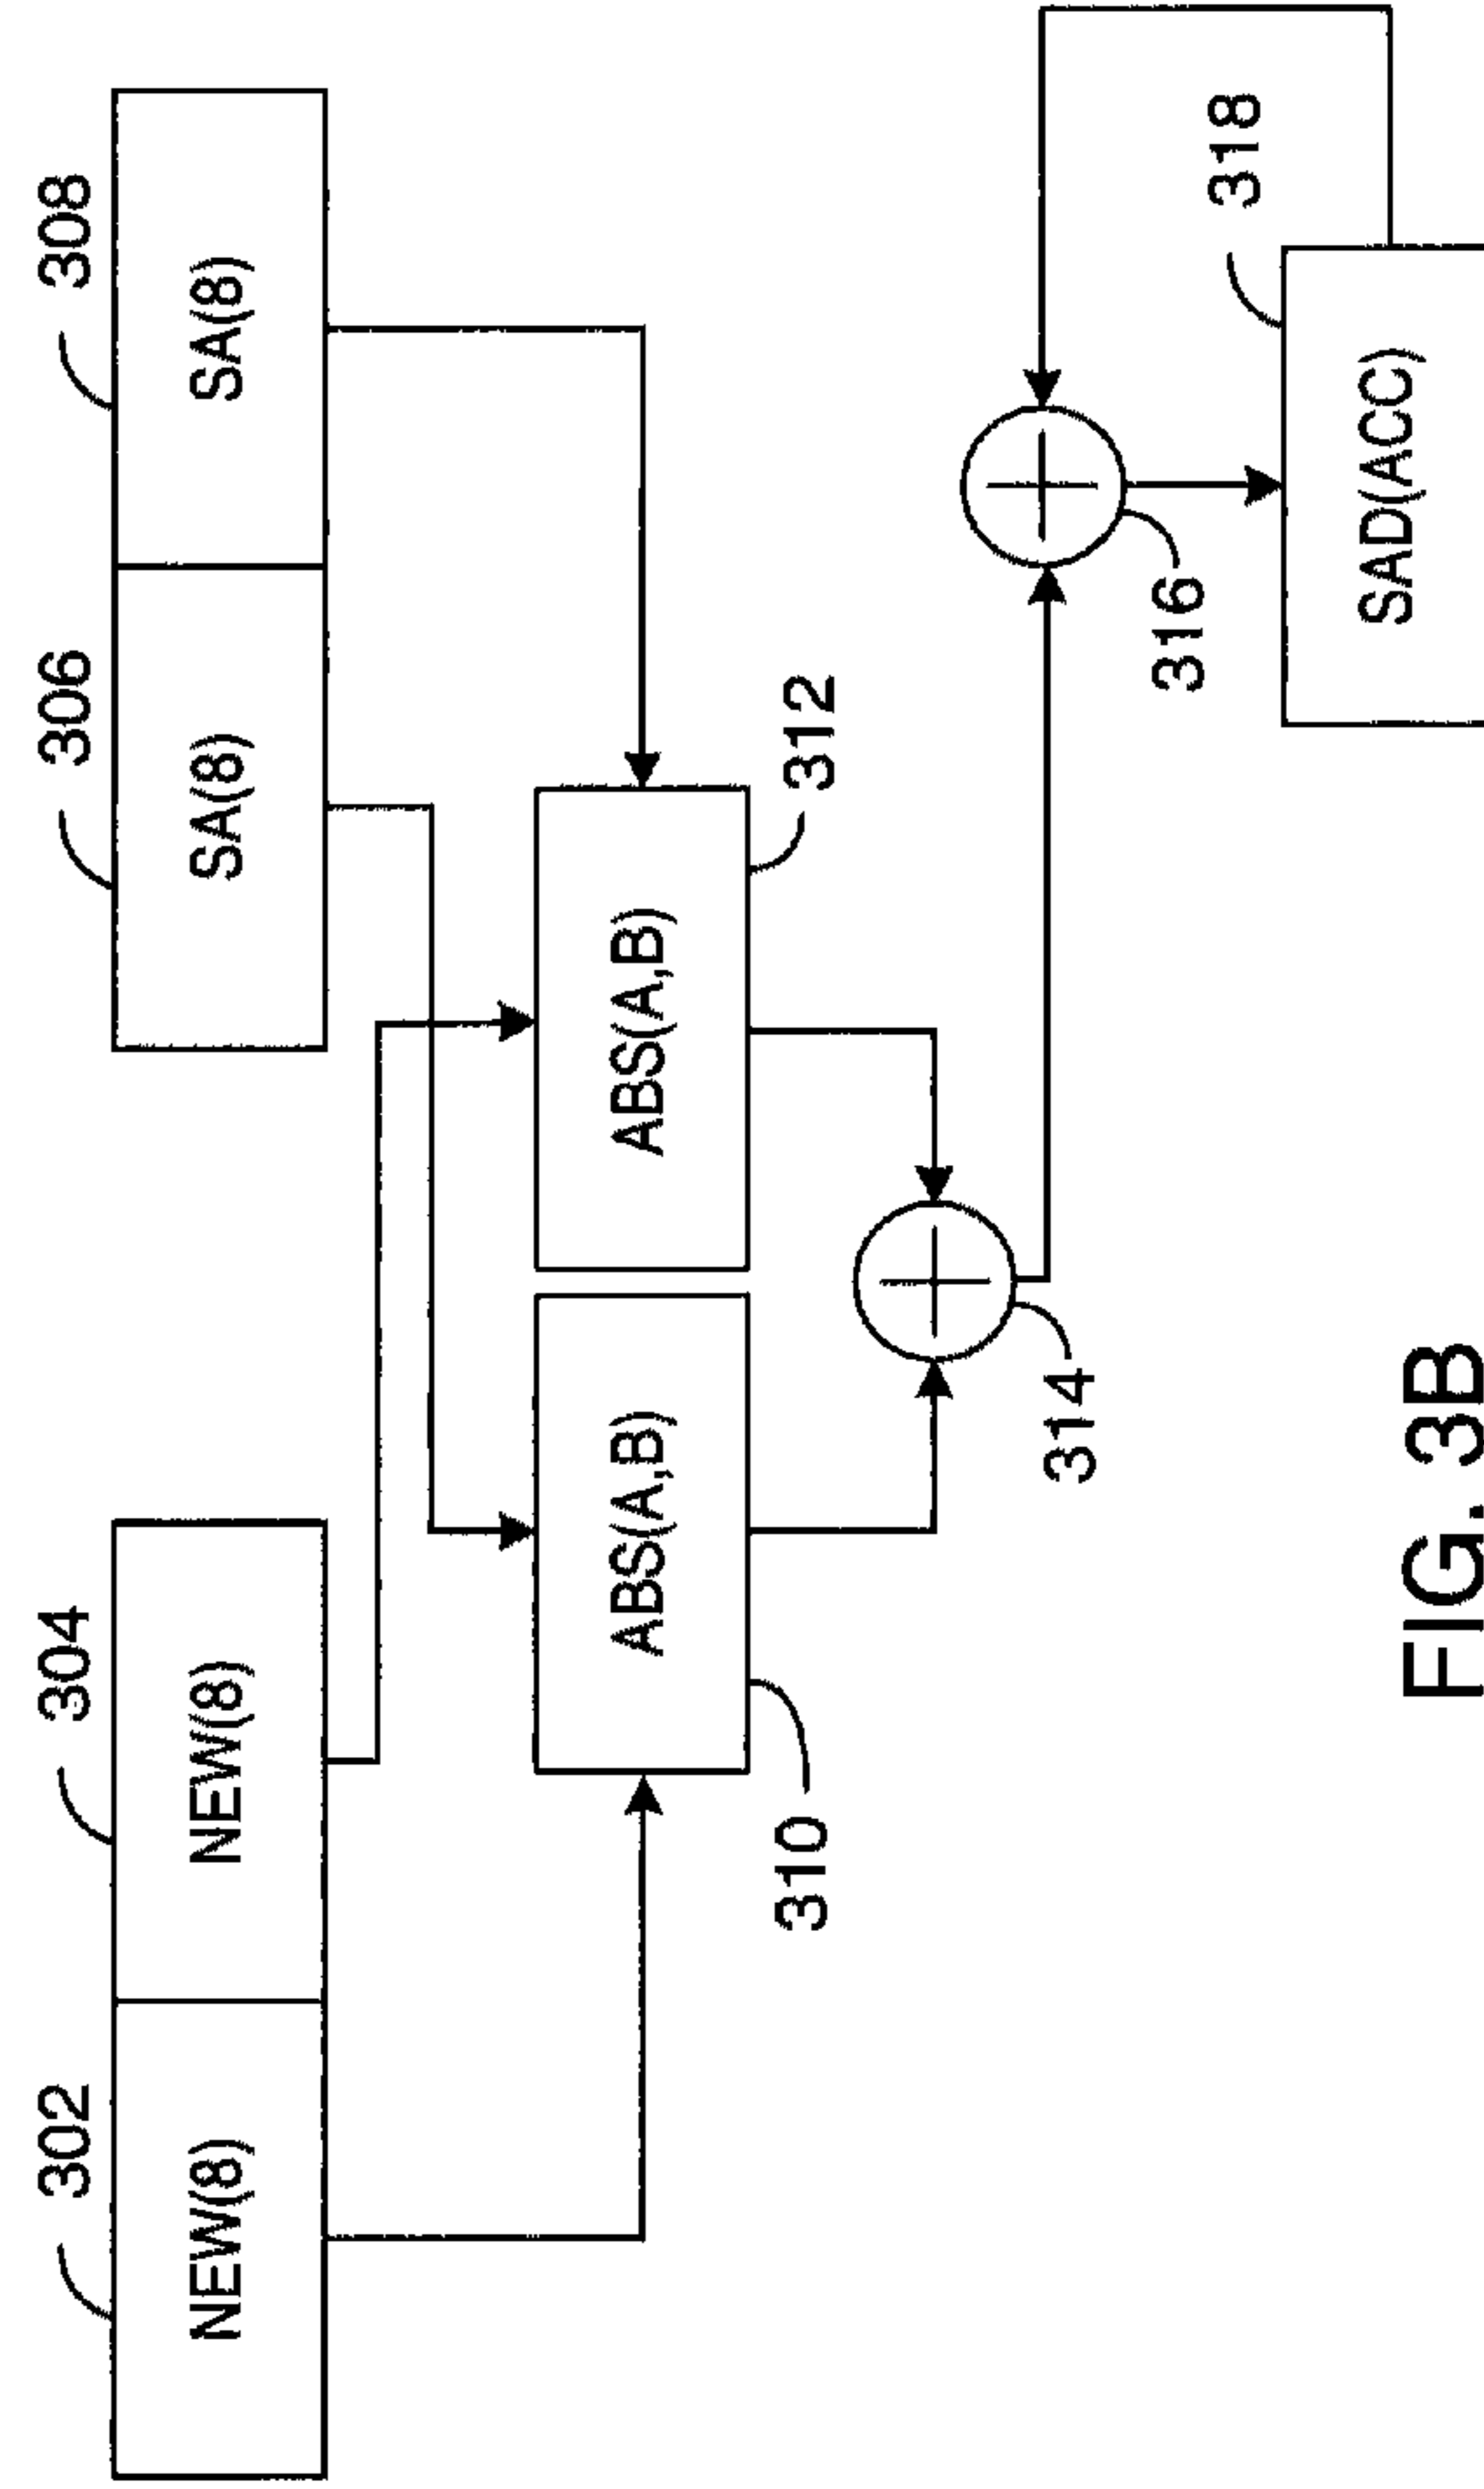 302
304
306
308
NEW(8)
NEW(8)
SA(8)
SA(8)
ABS(A,B)
ABS(A,B)
310
312
314
316
318
SAD(ACC)
FIG. 3B